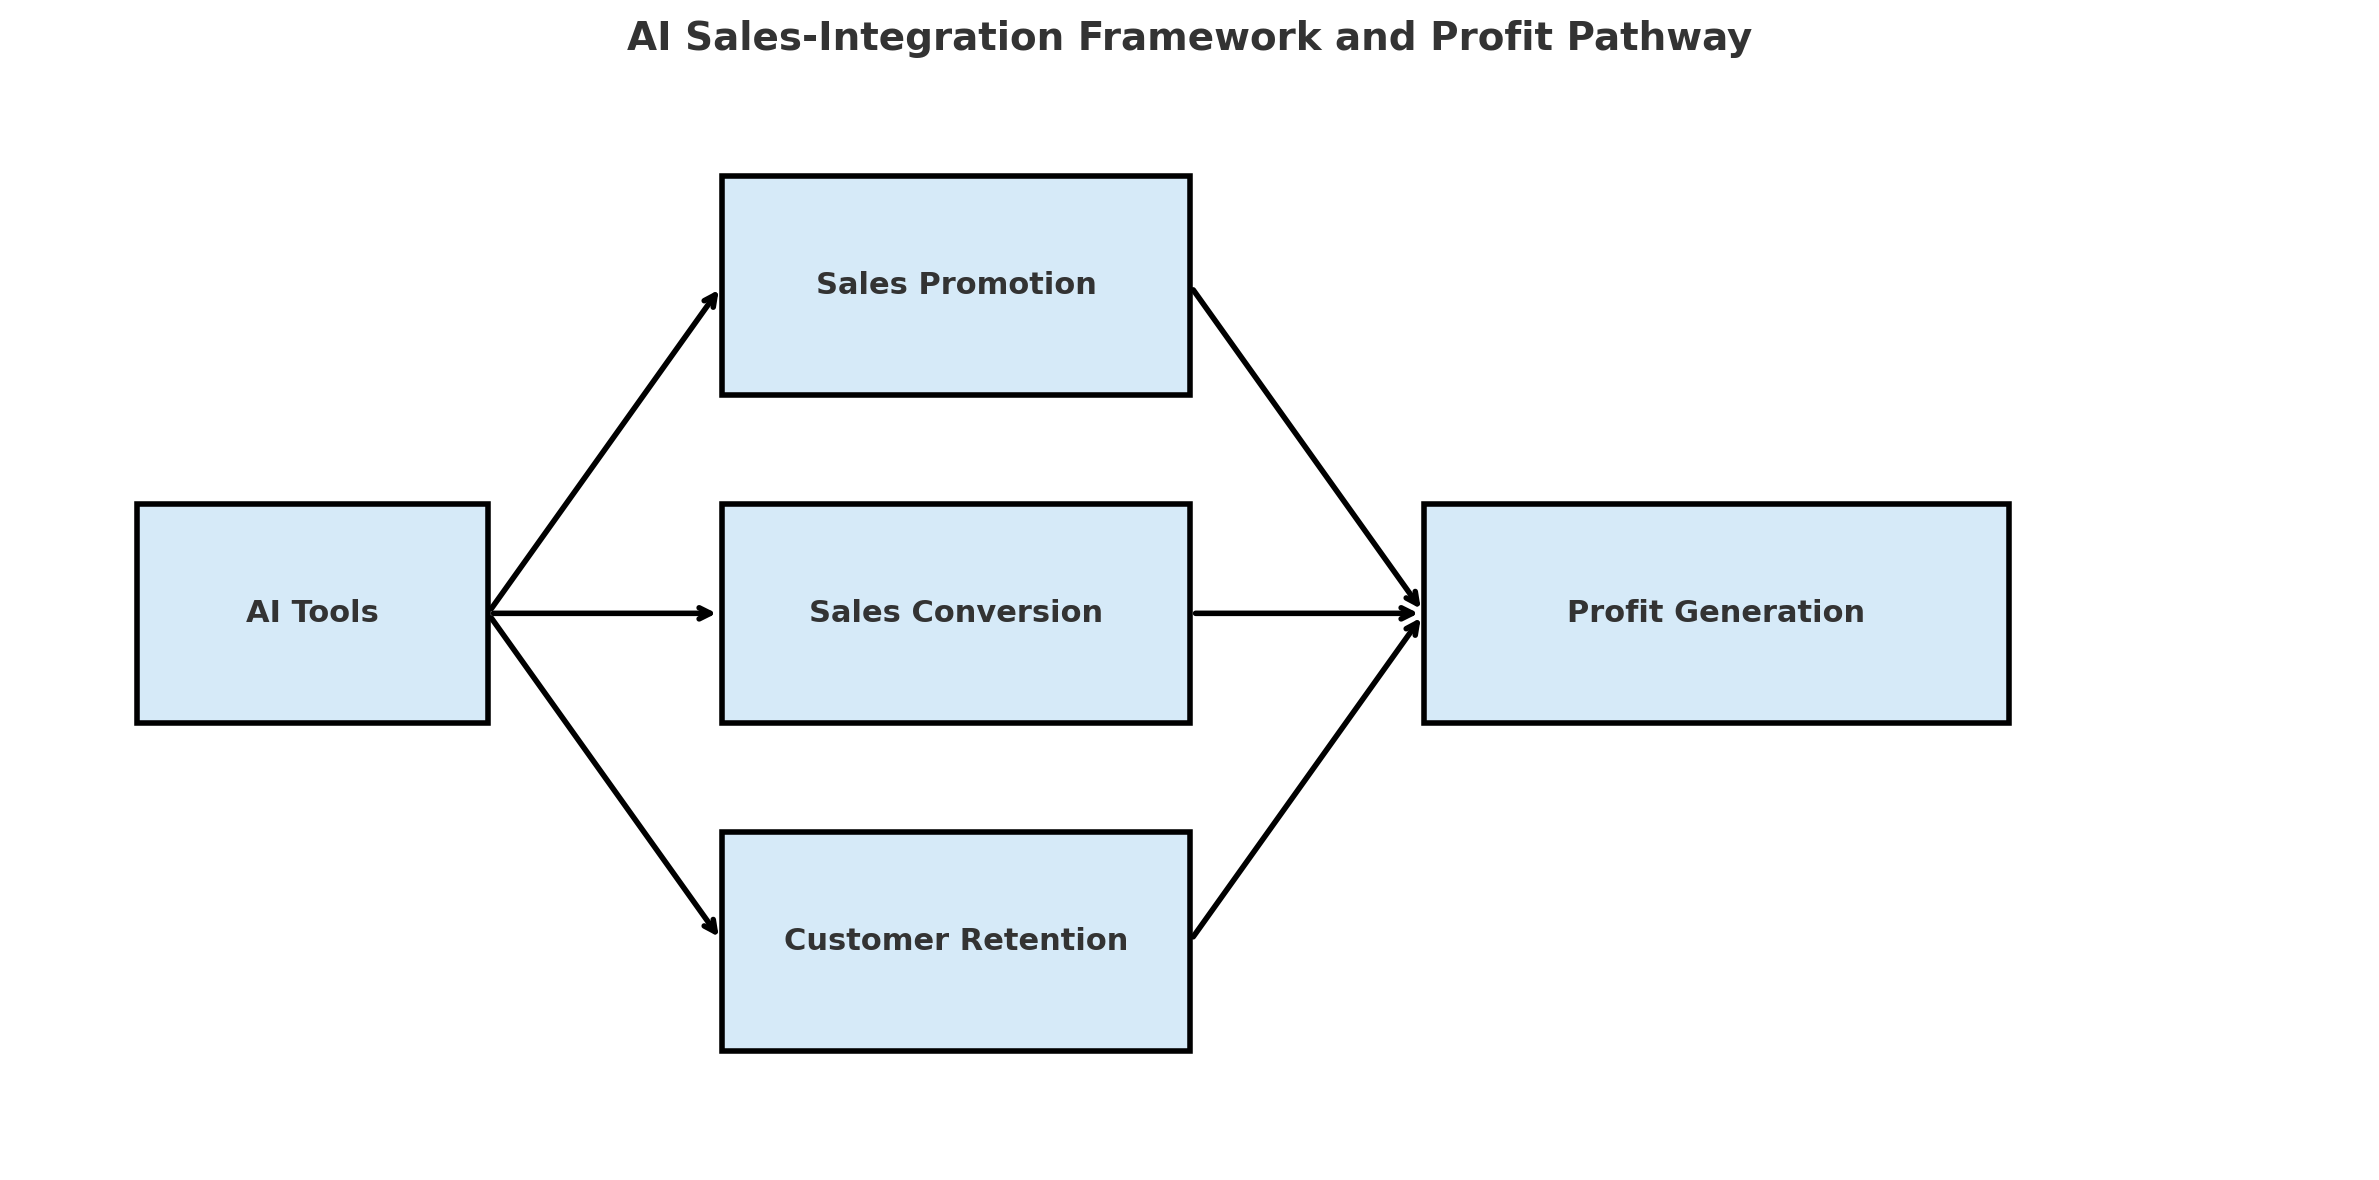 AI Sales-Integration Framework and Profit Pathway
Sales Promotion
AI Tools
Sales Conversion
Profit Generation
Customer Retention